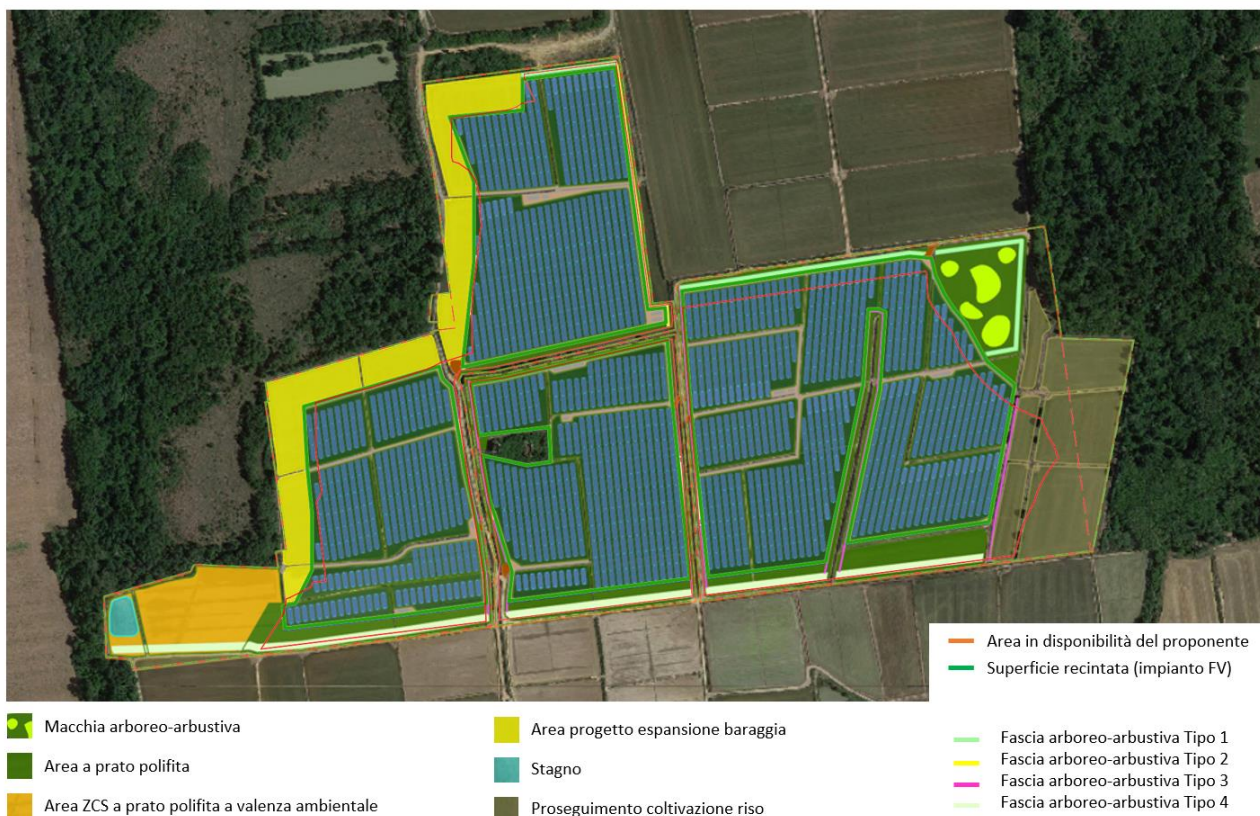 Area in disponibilità del proponente
Superficie recintata (impianto FV)
Macchia arboreo-arbustiva
Area a prato polifita
Area ZCS a prato polifita a valenza ambientale
Area progetto espansione baraggia
Stagno
Proseguimento coltivazione riso
Fascia arboreo-arbustiva Tipo 1
Fascia arboreo-arbustiva Tipo 2
Fascia arboreo-arbustiva Tipo 3
Fascia arboreo-arbustiva Tipo 4